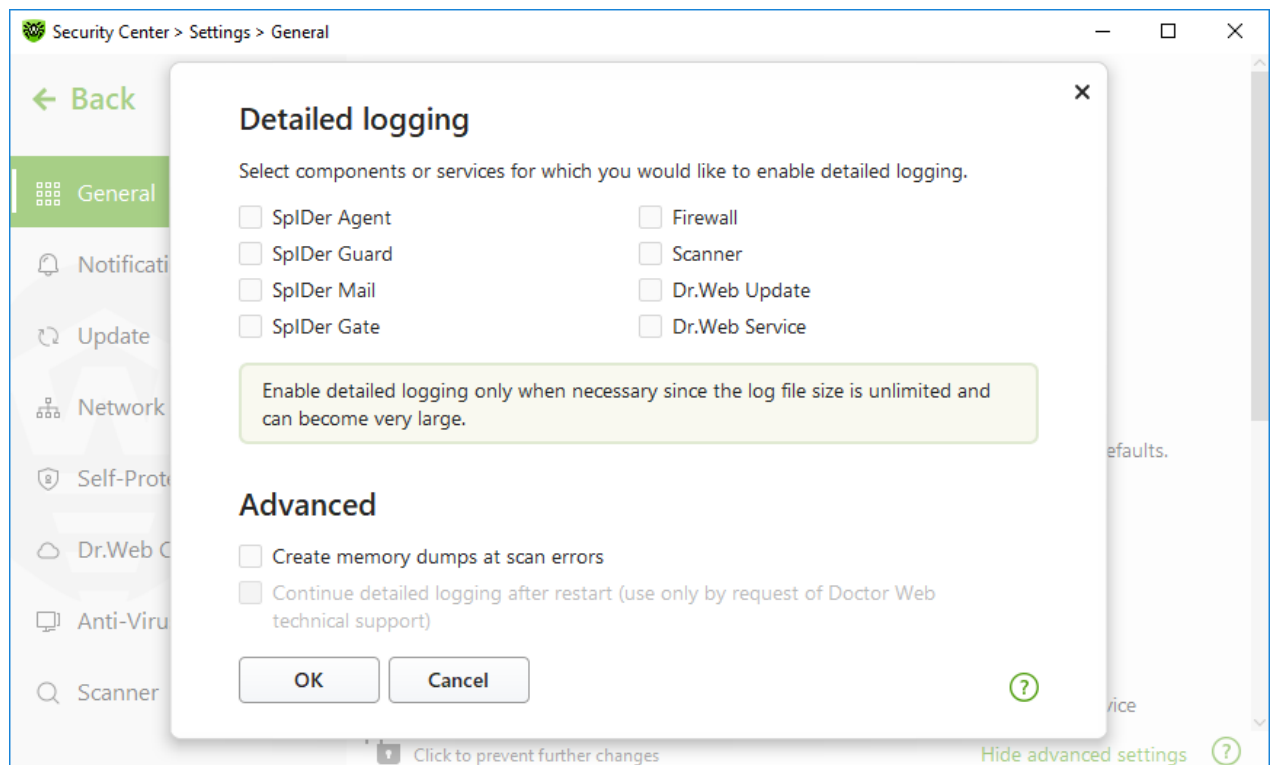 Security Center > Settings > General
Back
General
Notificati
Update
Network
Self-Prote
Dr.Web C
Anti-Viru
Scanner
Detailed logging
Select components or services for which you would like to enable detailed logging.
SpIDer Agent
SpIDer Guard
SpIDer Mail
SpIDer Gate
Firewall
Scanner
Dr.Web Update
Dr.Web Service
Enable detailed logging only when necessary since the log file size is unlimited and
can become very large.
Advanced
Create memory dumps at scan errors
Continue detailed logging after restart (use only by request of Doctor Web
technical support)
OK
Cancel
?
efaults.
vice
Click to prevent further changes
Hide advanced settings
?